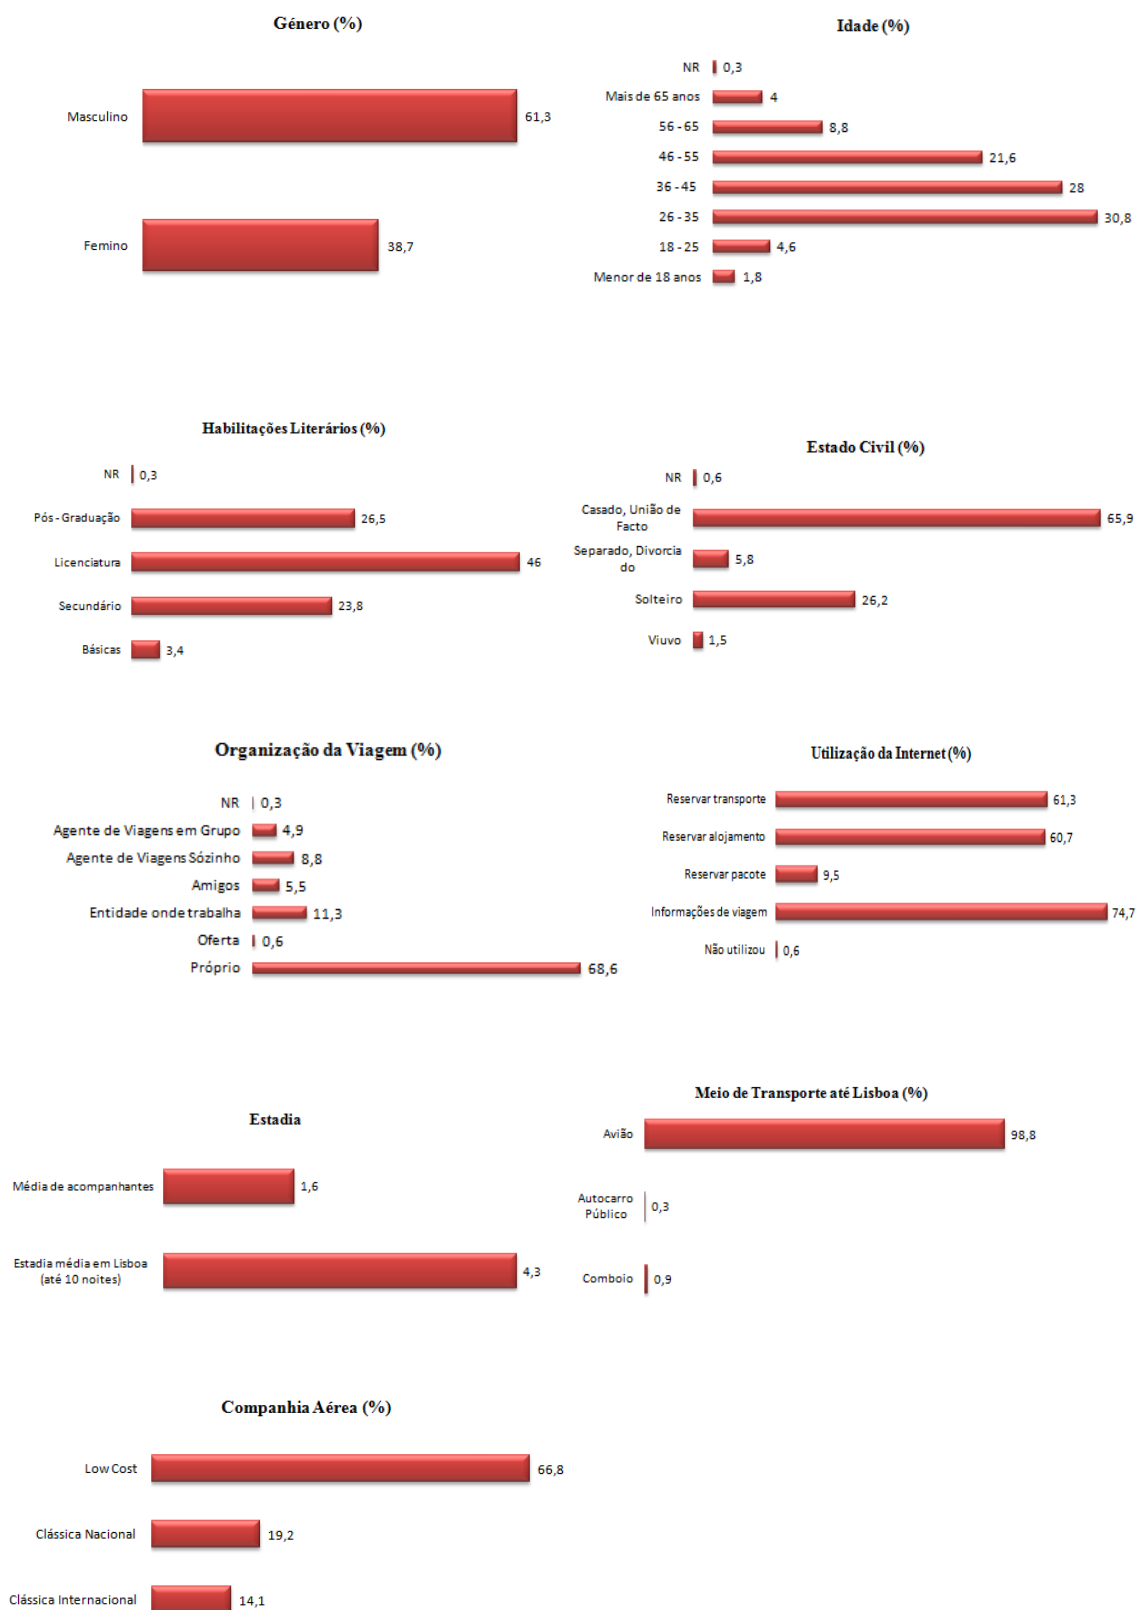 Género (%)
Masculino 61,3
Femino 38,7
Idade (%)
NR 0,3
Mais de 65 anos 4
56 - 65 8,8
46 - 55 21,6
36 - 45 28
26 - 35 30,8
18 - 25 4,6
Menor de 18 anos 1,8
Habilitações Literários (%)
NR 0,3
Pós - Graduação 26,5
Licenciatura 46
Secundário 23,8
Básicas 3,4
Estado Civil (%)
NR 0,6
Casado, União de
Facto 65,9
Separado, Divorcia
do 5,8
Solteiro 26,2
Viuvo 1,5
Organização da Viagem (%)
NR 0,3
Agente de Viagens em Grupo 4,9
Agente de Viagens Sózinho 8,8
Amigos 5,5
Entidade onde trabalha 11,3
Oferta 0,6
Próprio 68,6
Utilização da Internet (%)
Reservar transporte 61,3
Reservar alojamento 60,7
Reservar pacote 9,5
Informações de viagem 74,7
Não utilizou 0,6
Estadia
Média de acompanhantes 1,6
Estadia média em Lisboa
(até 10 noites) 4,3
Meio de Transporte até Lisboa (%)
Avião 98,8
Autocarro
Público 0,3
Comboio 0,9
Companhia Aérea (%)
Low Cost 66,8
Clássica Nacional 19,2
Clássica Internacional 14,1